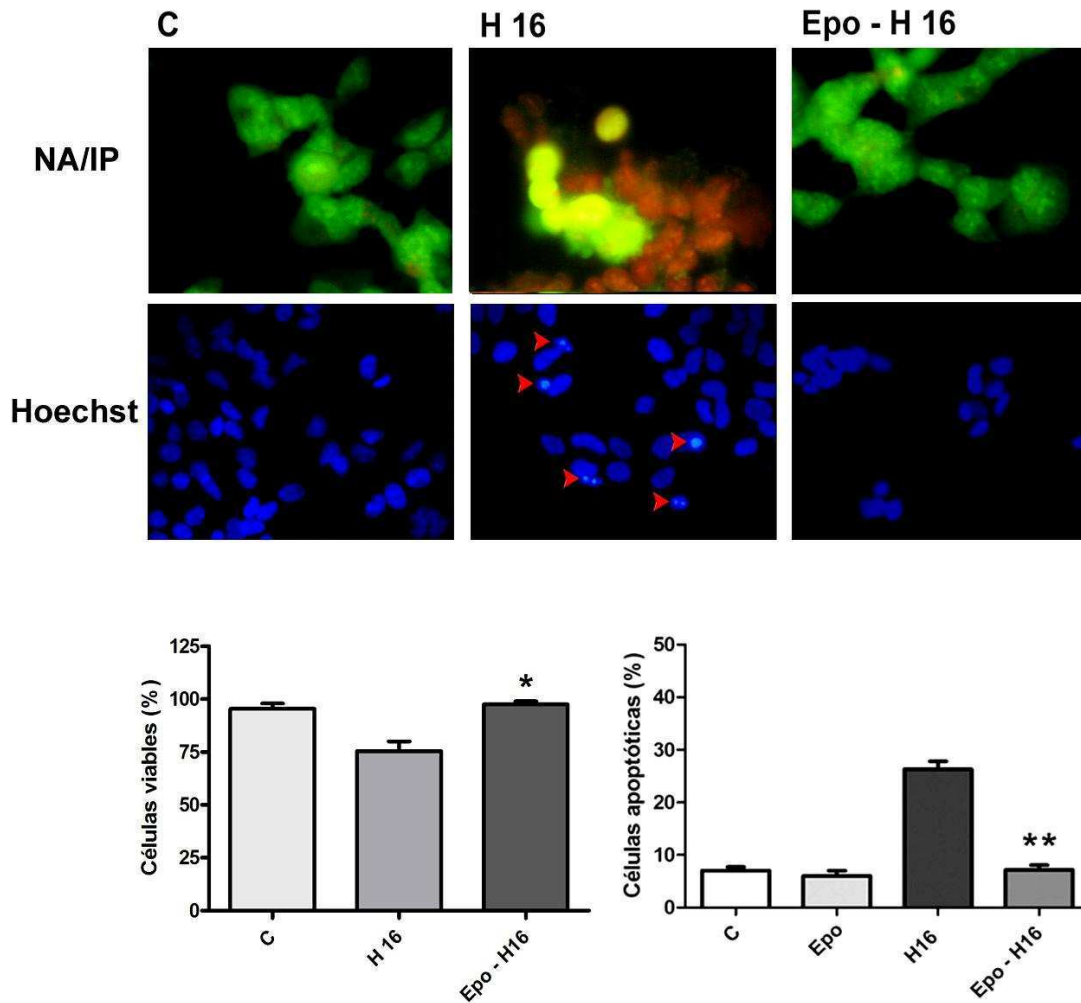 C
H 16
Epo - H 16
NA/IP
Hoechst
Células viables (%)
125
100
75
50
25
0
*
C
H 16
Epo - H16
Células apoptóticas (%)
50
40
30
20
10
0
**
C
Epo
H16
Epo - H16